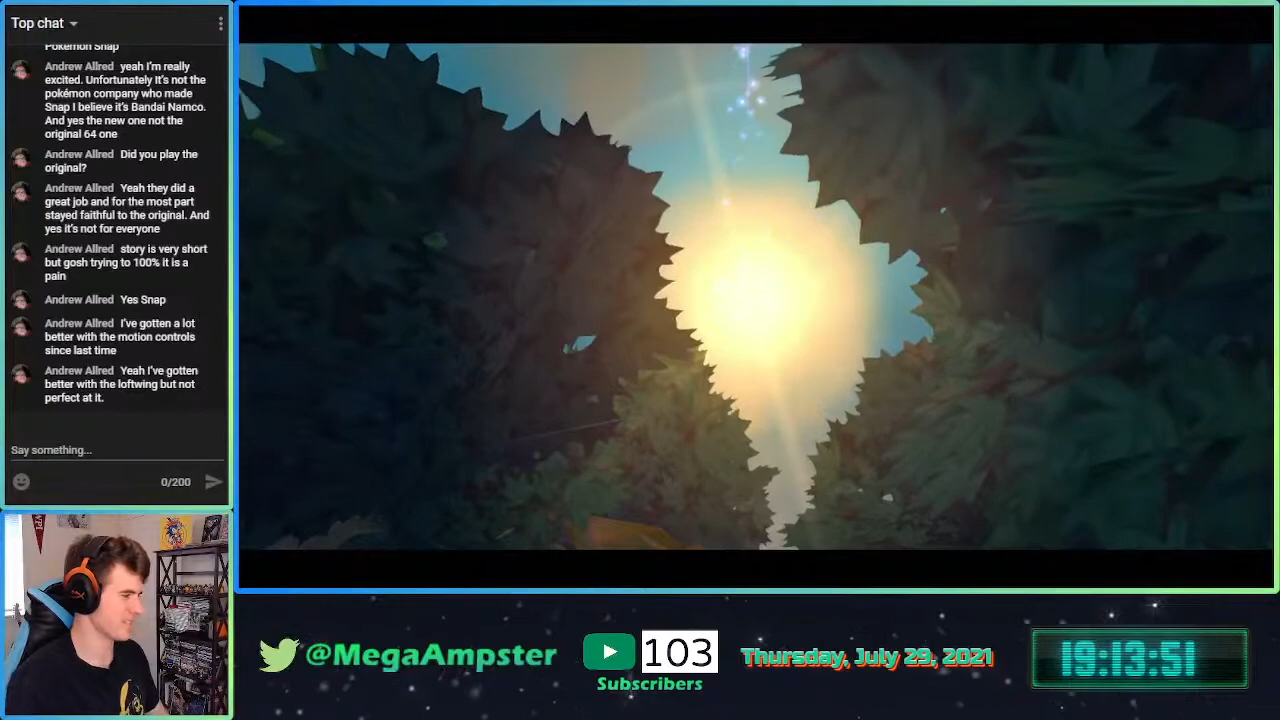 Top chat
Pokemon Snap
Andrew Allred yeah I'm really
excited. Unfortunately It's not the
pokémon company who made
Snap I believe it's Bandai Namco.
And yes the new one not the
original 64 one
Andrew Allred Did you play the
original?
Andrew Allred Yeah they did a
great job and for the most part
stayed faithful to the original. And
yes it's not for everyone
Andrew Allred story is very short
but gosh trying to 100% it is a
pain
Andrew Allred Yes Snap
Andrew Allred I've gotten a lot
better with the motion controls
since last time
Andrew Allred Yeah I've gotten
better with the loftwing but not
perfect at it.
Say something...
0/200
@MegaAmpster
103
Subscribers
Thursday, July 29, 2021
19:13:51